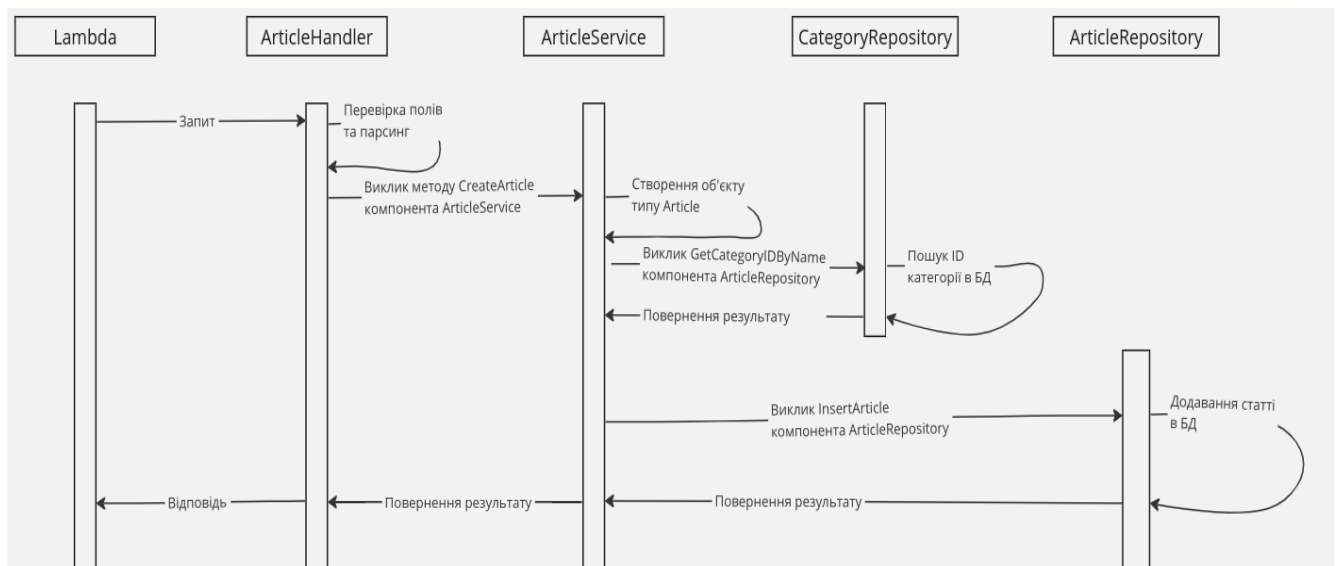 Lambda
ArticleHandler
ArticleService
CategoryRepository
ArticleRepository
Запит
Перевірка полів
та парсинг
Виклик методу CreateArticle
компонента ArticleService
Створення об'єкту
типу Article
Виклик GetCategoryIDByName
компонента ArticleRepository
Пошук ID
категорії в БД
Повернення результату
Виклик InsertArticle
компонента ArticleRepository
Додавання статті
в БД
Відповідь
Повернення результату
Повернення результату